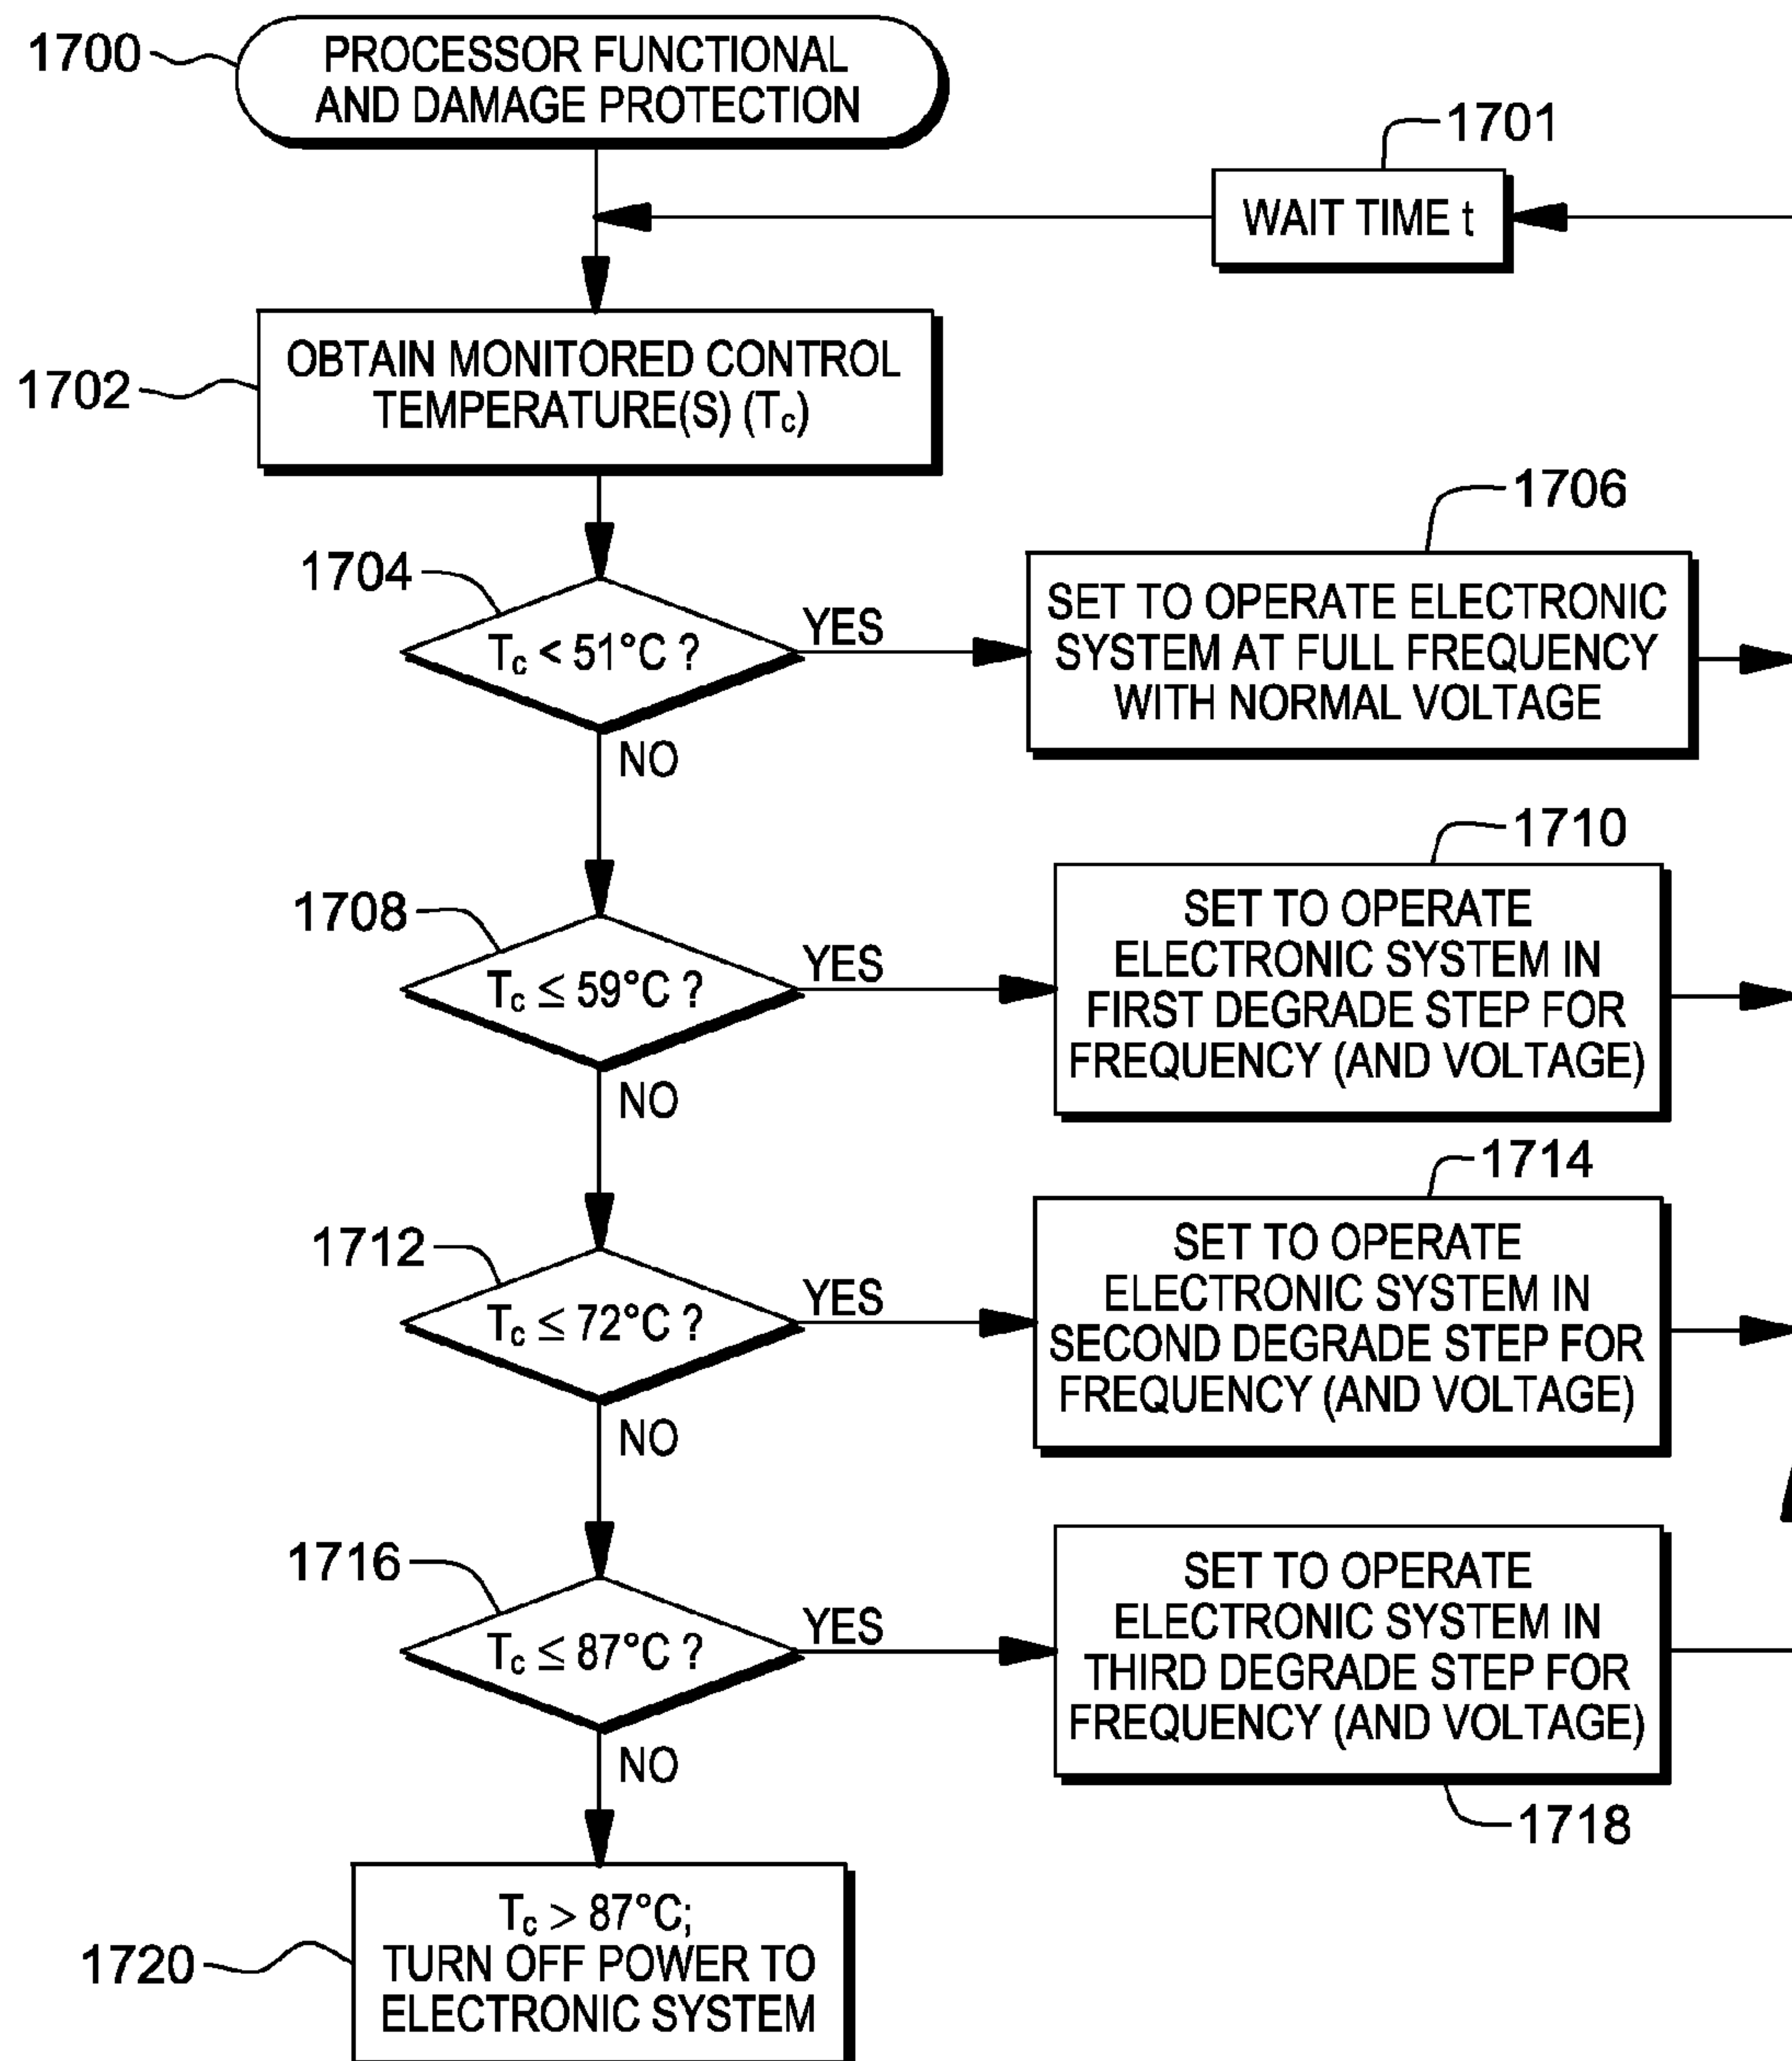 1700
PROCESSOR FUNCTIONAL
AND DAMAGE PROTECTION
1701
WAIT TIME t
1702
OBTAIN MONITORED CONTROL
TEMPERATURE(S) (Tc)
1704
Tc < 51°C ?
YES
NO
1706
SET TO OPERATE ELECTRONIC
SYSTEM AT FULL FREQUENCY
WITH NORMAL VOLTAGE
1708
Tc ≤ 59°C ?
YES
NO
1710
SET TO OPERATE
ELECTRONIC SYSTEM IN
FIRST DEGRADE STEP FOR
FREQUENCY (AND VOLTAGE)
1712
Tc ≤ 72°C ?
YES
NO
1714
SET TO OPERATE
ELECTRONIC SYSTEM IN
SECOND DEGRADE STEP FOR
FREQUENCY (AND VOLTAGE)
1716
Tc ≤ 87°C ?
YES
NO
SET TO OPERATE
ELECTRONIC SYSTEM IN
THIRD DEGRADE STEP FOR
FREQUENCY (AND VOLTAGE)
1718
1720
Tc > 87°C;
TURN OFF POWER TO
ELECTRONIC SYSTEM